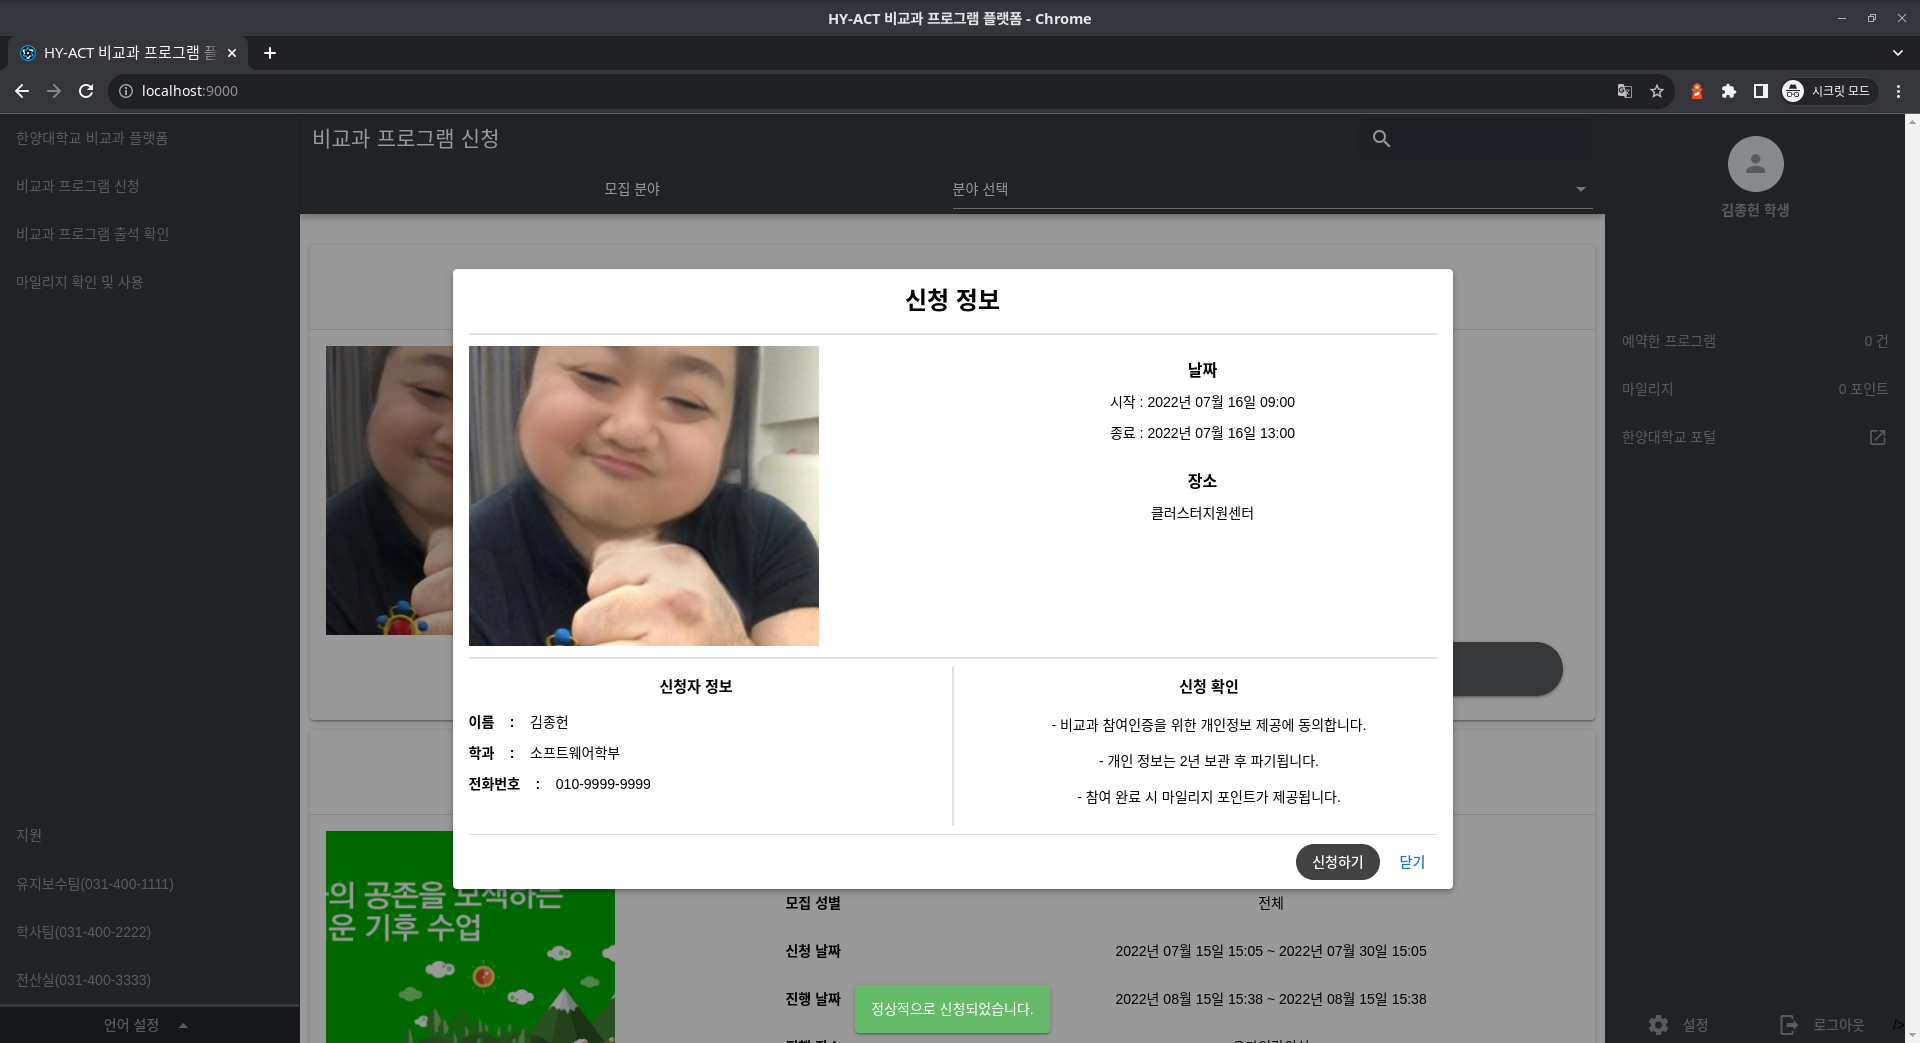 HY-ACT 비교과 프로그램 플랫폼 - Chrome
HY-ACT 비교과 프로그램 플
localhost:9000
시크릿 모드
한양대학교 비교과 플랫폼
비교과 프로그램 신청
비교과 프로그램 출석 확인
마일리지 확인 및 사용
지원
유지보수팀(031-400-1111)
학사팀(031-400-2222)
전산실(031-400-3333)
언어 설정
비교과 프로그램 신청
모집 분야
분야 선택
신청 정보
날짜
시작 : 2022년 07월 16일 09:00
종료 : 2022년 07월 16일 13:00
장소
클러스터지원센터
신청자 정보
이름 : 김종헌
학과 : 소프트웨어학부
전화번호 : 010-9999-9999
신청 확인
- 비교과 참여인증을 위한 개인정보 제공에 동의합니다.
- 개인 정보는 2년 보관 후 파기됩니다.
- 참여 완료 시 마일리지 포인트가 제공됩니다.
신청하기
닫기
의 공존을 모색하는
운 기후 수업
모집 성별 전체
신청 날짜 2022년 07월 15일 15:05 ~ 2022년 07월 30일 15:05
진행 날짜 2022년 08월 15일 15:38 ~ 2022년 08월 15일 15:38
정상적으로 신청되었습니다.
김종헌 학생
예약한 프로그램 0 건
마일리지 0 포인트
한양대학교 포털
설정
로그아웃
/>